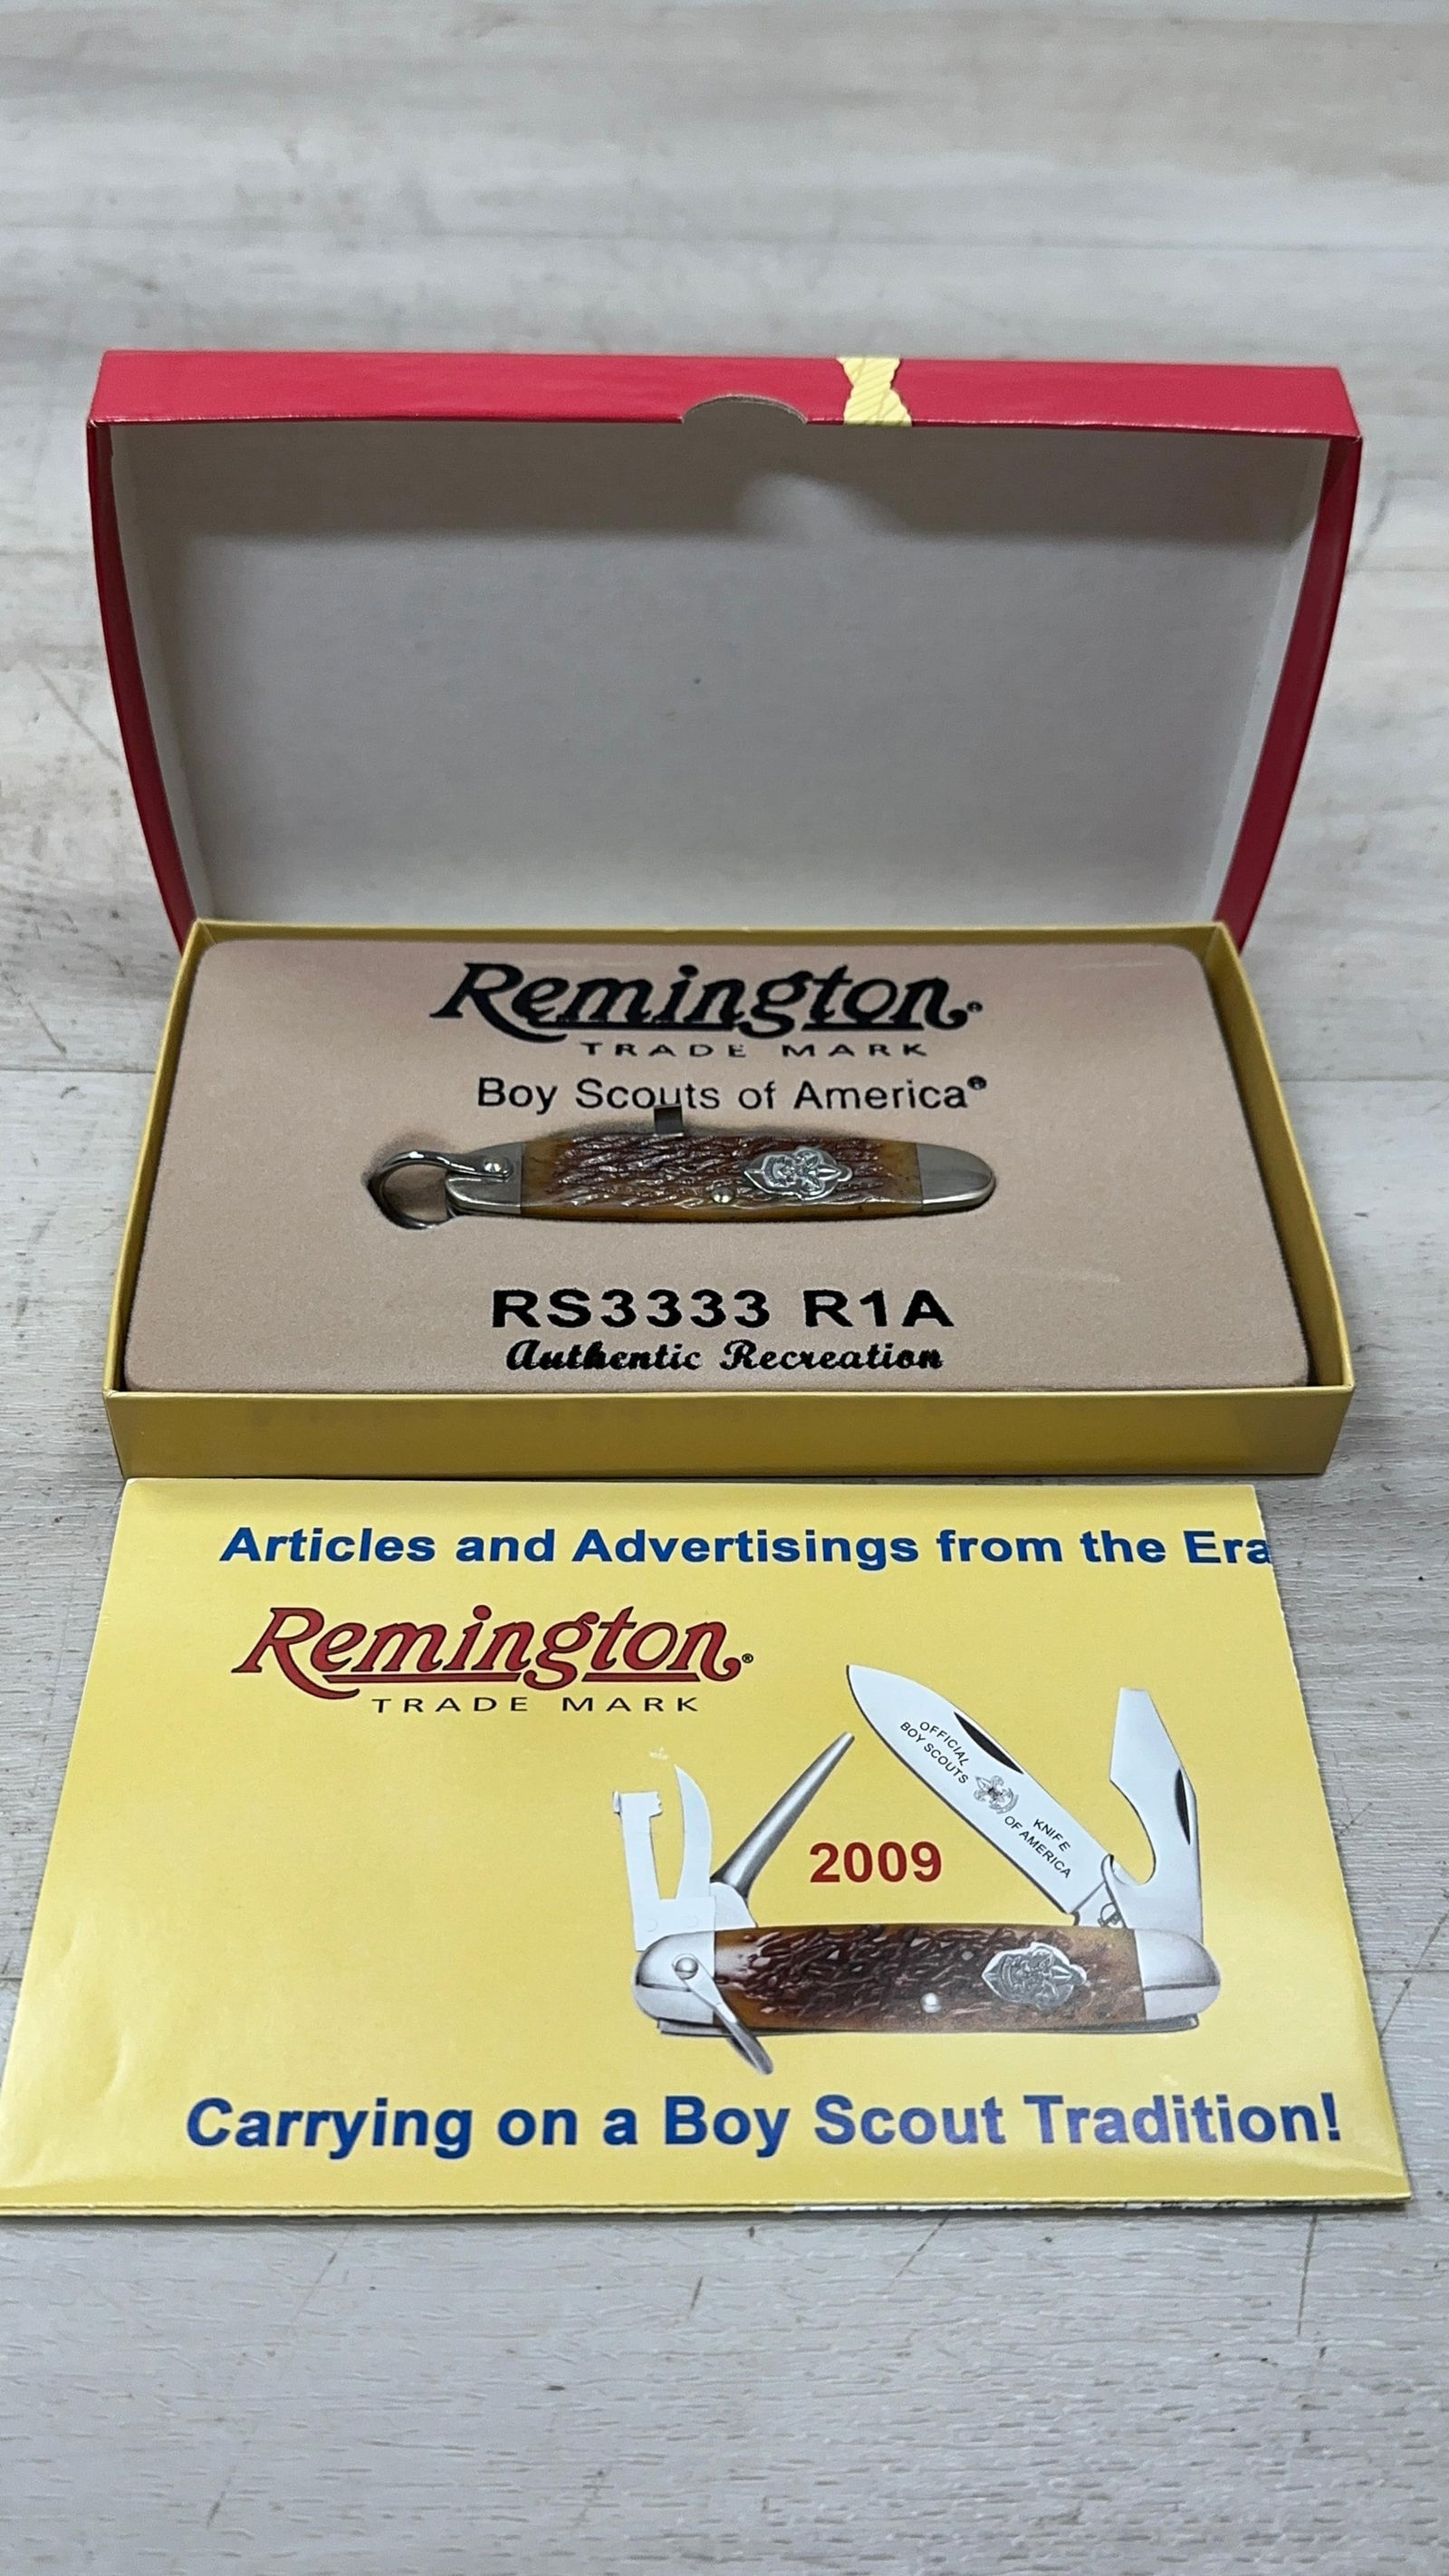 Remington®
TRADE MARK
Boy Scouts of America®
RS3333 R1A
Authentic Recreation
Articles and Advertisings from the Era
Remington®
TRADE MARK
OFFICIAL KNIFE
BOY SCOUTS OF AMERICA
2009
Carrying on a Boy Scout Tradition!